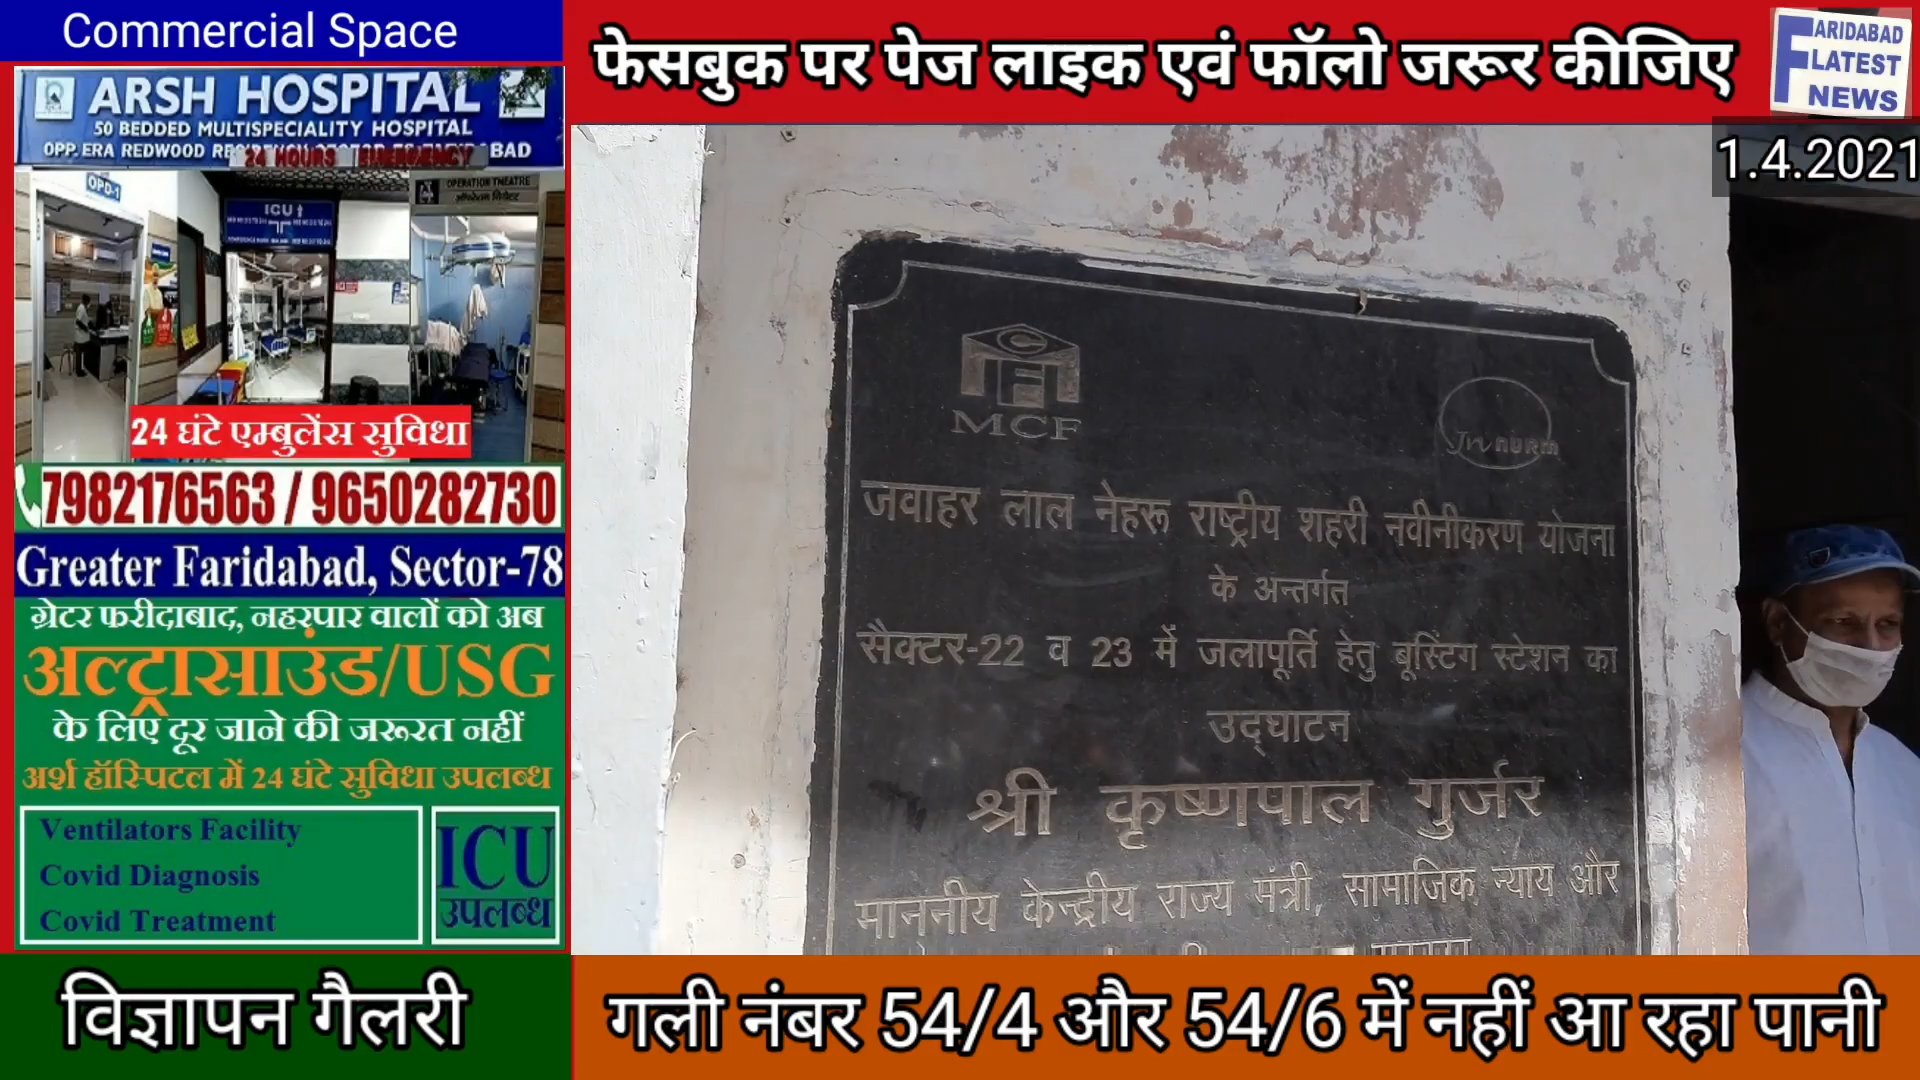 Commercial Space
ARSH HOSPITAL
50 BEDDED MULTISPECIALITY HOSPITAL
OPP. ERA REDWOOD
24 HOURS EMERGENCY
OPD-1
ICU
OPERATION THEATRE
ऑपरेशन थियेटर
24 घंटे एम्बुलेंस सुविधा
7982176563 / 9650282730
Greater Faridabad, Sector-78
ग्रेटर फरीदाबाद, नहरपार वालों को अब
अल्ट्रासाउंड/USG
के लिए दूर जाने की जरूरत नहीं
अर्श हॉस्पिटल में 24 घंटे सुविधा उपलब्ध
Ventilators Facility
Covid Diagnosis
Covid Treatment
ICU
उपलब्ध
विज्ञापन गैलरी
फेसबुक पर पेज लाइक एवं फॉलो जरूर कीजिए
FARIDABAD
LATEST
NEWS
1.4.2021
MCF
Jnnurm
जवाहर लाल नेहरू राष्ट्रीय शहरी नवीनीकरण योजना
के अन्तर्गत
सैक्टर-22 व 23 में जलापूर्ति हेतु बूस्टिंग स्टेशन का
उद्घाटन
श्री कृष्णपाल गुर्जर
माननीय केन्द्रीय राज्य मंत्री, सामाजिक न्याय और
गली नंबर 54/4 और 54/6 में नहीं आ रहा पानी